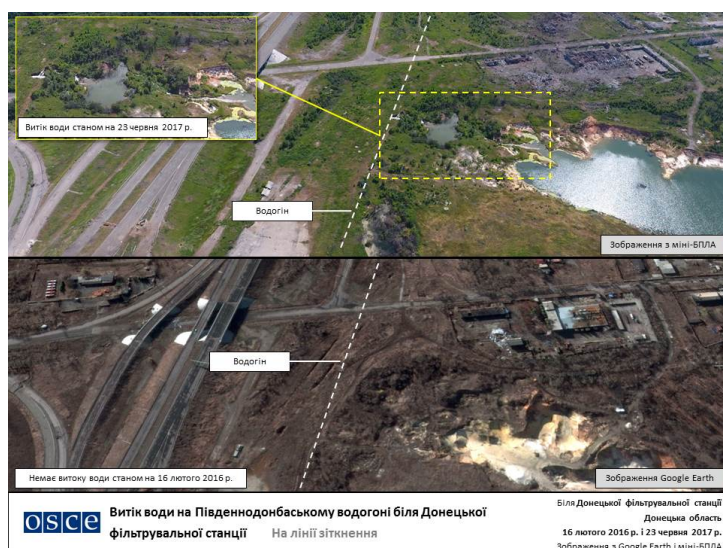 Витік води станом на 23 червня 2017 р.
Водогін
Зображення з міні-БПЛА
Водогін
Немає витоку води станом на 16 лютого 2016 р.
Зображення Google Earth
osce
Витік води на Південнодонбаському водогоні біля Донецької
фільтрувальної станції На лінії зіткнення
Біля Донецької фільтрувальної станції
Донецька область
16 лютого 2016 р. і 23 червня 2017 р.
Зображення з Google Earth і міні-БПЛА